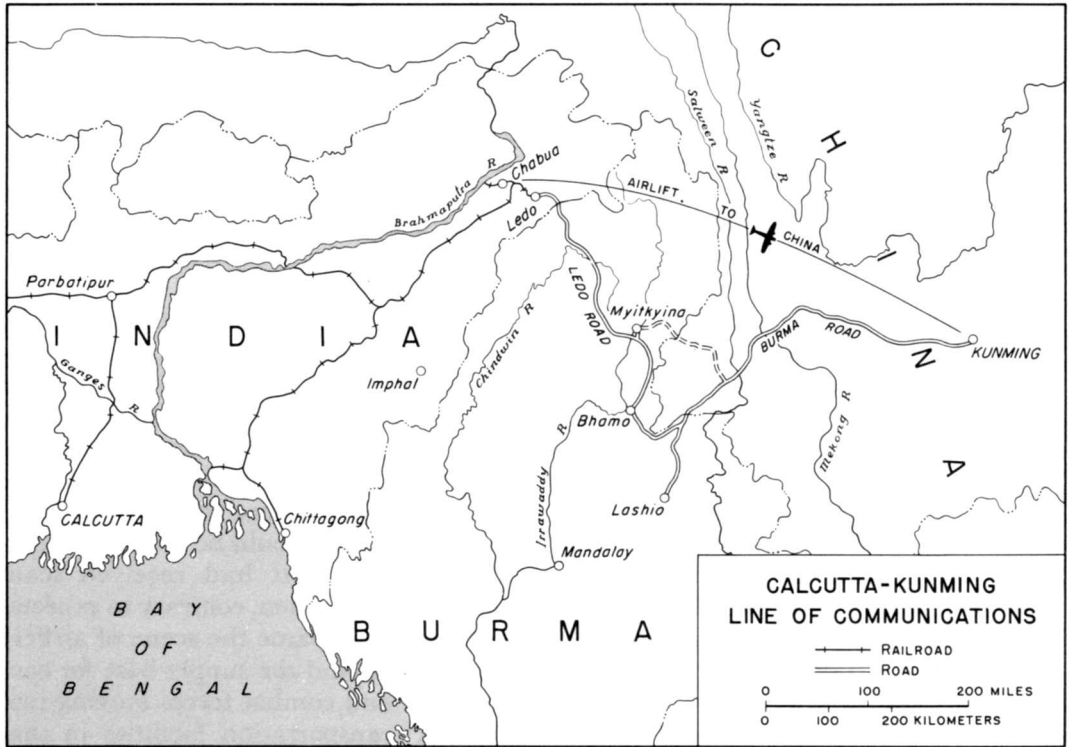 CHINA
Salween R
Yangtze R
Chabua
Brahmaputra R
AIRLIFT TO CHINA
Ledo
Parbatipur
LEDO ROAD
Myitkyina
BURMA ROAD
INDIA
Chindwin R
KUNMING
Ganges R
Imphal
Bhamo
Mekong R
Irrawaddy R
Lashio
CALCUTTA
Chittagong
Mandalay
BAY
OF
BENGAL
BURMA
CALCUTTA-KUNMING
LINE OF COMMUNICATIONS
RAILROAD
ROAD
0 100 200 MILES
0 100 200 KILOMETERS